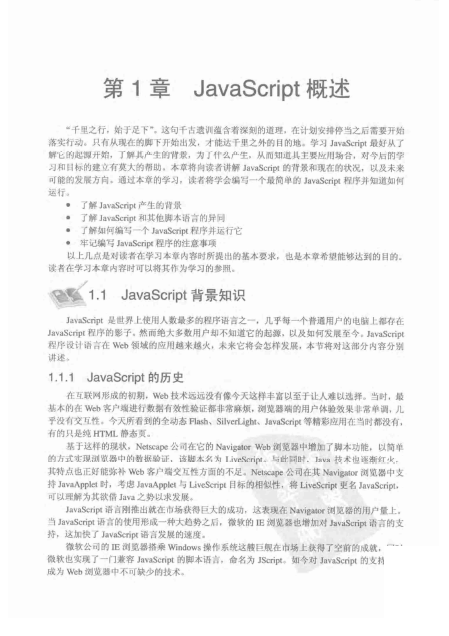 第 1 章 JavaScript 概述
“千里之行，始于足下”。这句千古遗训蕴含着深刻的道理，在计划安排停当之后需要开始
落实行动。只有从现在的脚下开始出发，才能达千里之外的目的地。学习 JavaScript 最好从了
解它的起源开始，了解其产生的背景，为了什么产生，从而知道其主要应用场合，对今后的学
习和目标的建立有莫大的帮助。本章将向读者讲解 JavaScript 的背景和现在的状况，以及未来
可能的发展方向。通过本章的学习，读者将学会编写一个最简单的 JavaScript 程序并知道如何
运行。
● 了解 JavaScript 产生的背景
● 了解 JavaScript 和其他脚本语言的异同
● 了解如何编写一个 JavaScript 程序并运行它
● 牢记编写 JavaScript 程序的注意事项
以上几点是对读者在学习本章内容时所提出的基本要求，也是本章希望能够达到的目的。
读者在学习本章内容时可以将其作为学习的参照。
1.1 JavaScript 背景知识
JavaScript 是世界上使用人数最多的程序语言之一，几乎每一个普通用户的电脑上都存在
JavaScript 程序的影子。然而绝大多数用户却不知道它的起源，以及如何发展至今。JavaScript
程序设计语言在 Web 领域的应用越来越火，未来它将会怎样发展，本节将对这部分内容分别
讲述。
1.1.1 JavaScript 的历史
在互联网形成的初期，Web 技术远远没有像今天这样丰富以至于让人难以选择。当时，最
基本的在 Web 客户端进行数据有效性验证都非常麻烦，浏览器端的用户体验效果非常单调，几
乎没有交互性，今天所看到的全动态 Flash、SilverLight、JavaScript 等精彩应用在当时都没有，
有的只是纯 HTML 静态页。
基于这样的现状，Netscape 公司在它的 Navigator Web 浏览器中增加了脚本功能，以简单
的方式实现浏览器中的数据验证，该脚本名为 LiveScript。与此同时，Java 技术也逐渐红火，
其特点也正好能弥补 Web 客户端交互性方面的不足。Netscape 公司在其 Navigator 浏览器中支
持 JavaApplet 时，考虑 JavaApplet 与 LiveScript 目标的相似性，将 LiveScript 更名 JavaScript，
可以理解为其欲借 Java 之势以求发展。
JavaScript 语言刚推出就在市场获得巨大的成功，这表现在 Navigator 浏览器的用户量上。
当 JavaScript 语言的使用形成一种大趋势之后，微软的 IE 浏览器也增加对 JavaScript 语言的支
持，这加快了 JavaScript 语言发展的速度。
微软公司的 IE 浏览器搭乘 Windows 操作系统这艘巨舰在市场上获得了空前的成就，
微软也实现了一门兼容 JavaScript 的脚本语言，命名为 JScript。如今对 JavaScript 的支持
成为 Web 浏览器中不可缺少的技术。